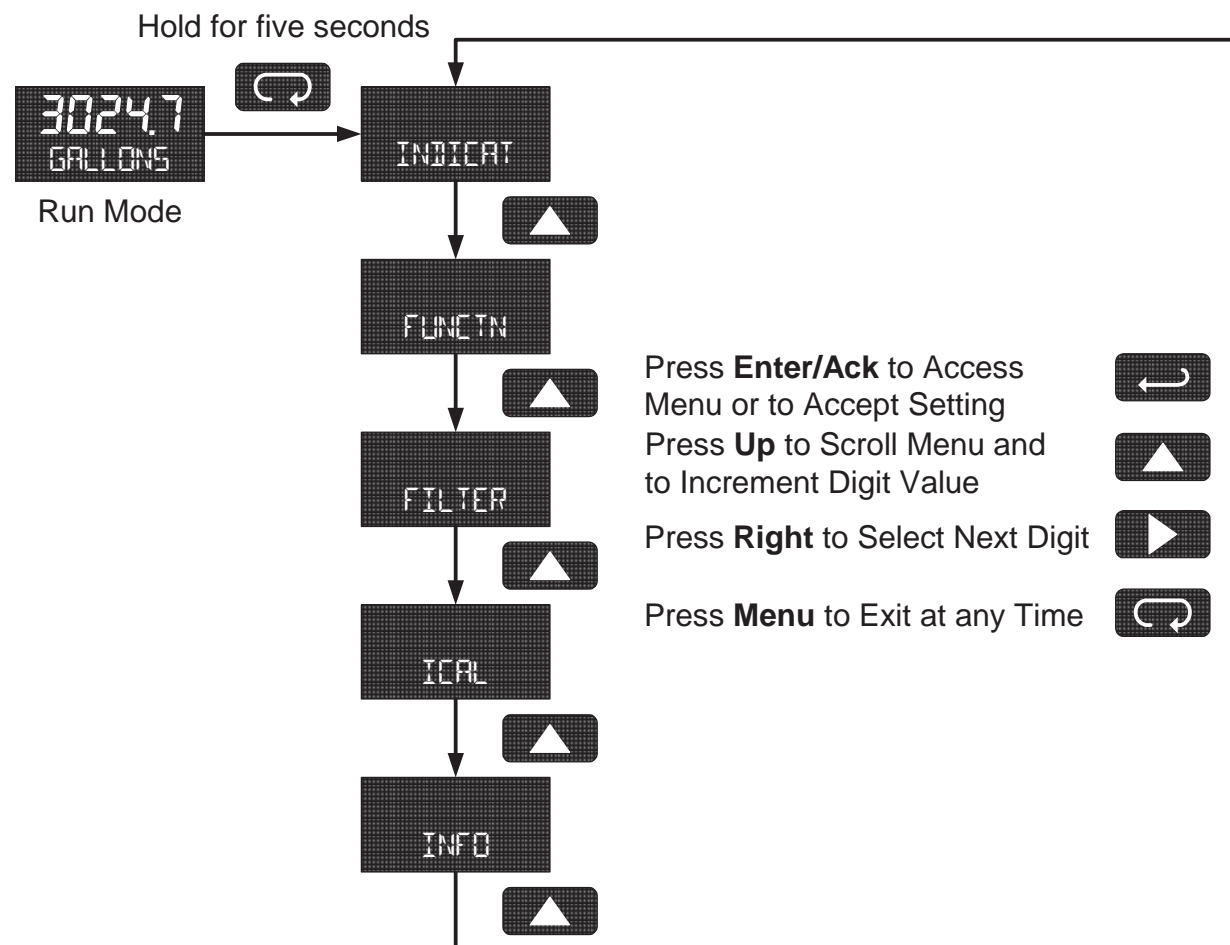 Hold for five seconds
3024.7
GALLONS
Run Mode
INDICAT
FUNCTN
FILTER
ICAL
INFO
Press Enter/Ack to Access
Menu or to Accept Setting
Press Up to Scroll Menu and
to Increment Digit Value
Press Right to Select Next Digit
Press Menu to Exit at any Time